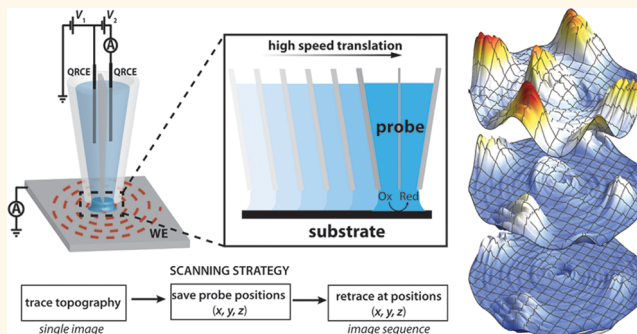 V1
V2
A
QRCE
QRCE
A
WE
high speed translation
probe
Ox Red
substrate
SCANNING STRATEGY
trace topography
save probe positions
(x, y, z)
retrace at positions
(x, y, z)
single image
image sequence